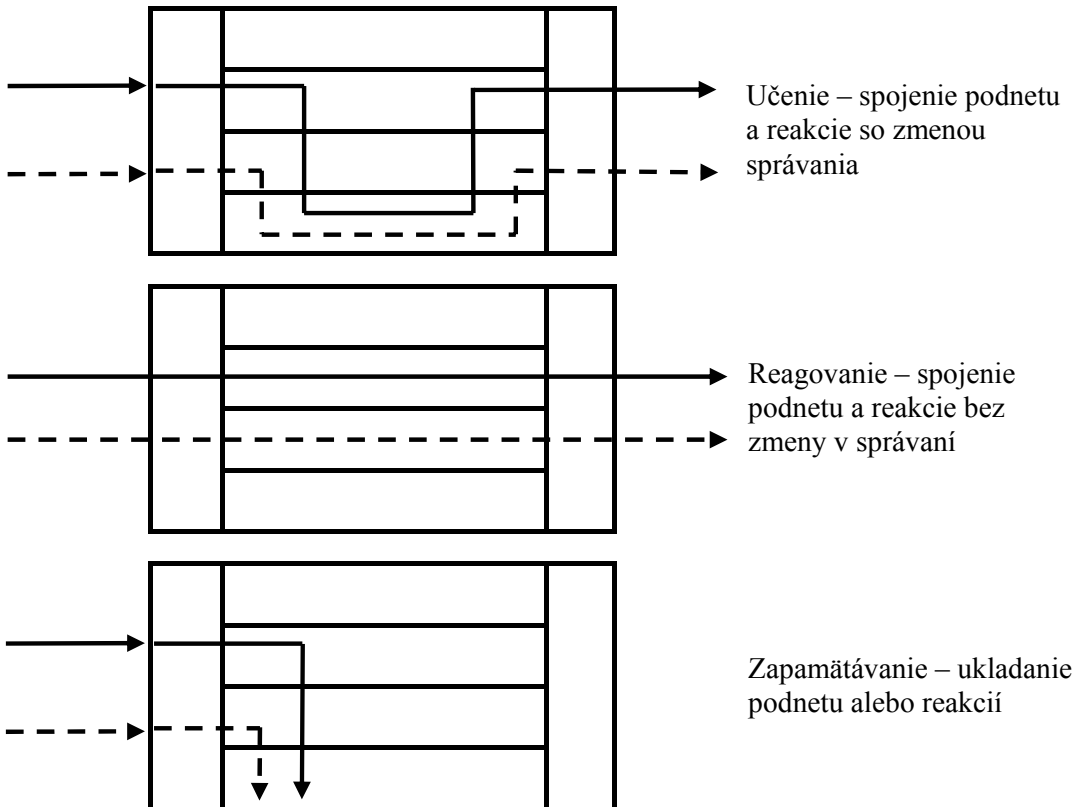 Učenie – spojenie podnetu
a reakcie so zmenou
správania
Reagovanie – spojenie
podnetu a reakcie bez
zmeny v správaní
Zapamätávanie – ukladanie
podnetu alebo reakcií